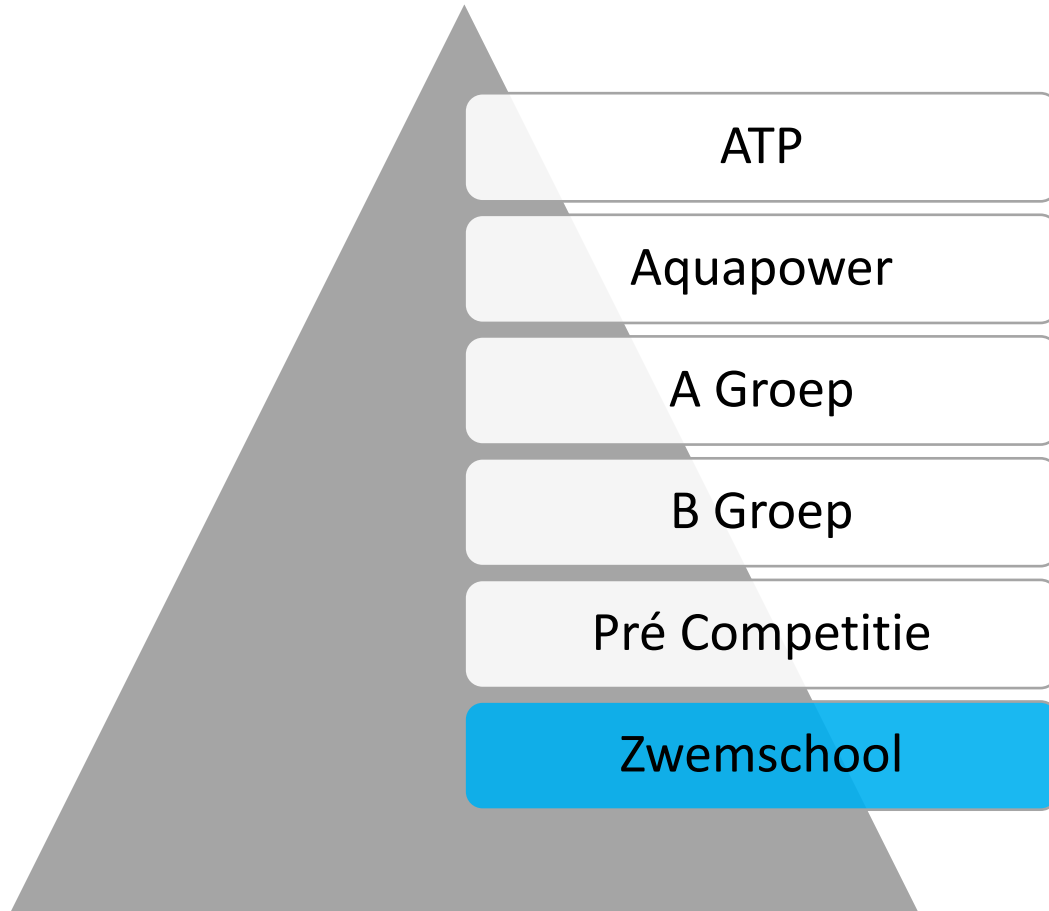 ATP
Aquapower
A Groep
B Groep
Pré Competitie
Zwemschool